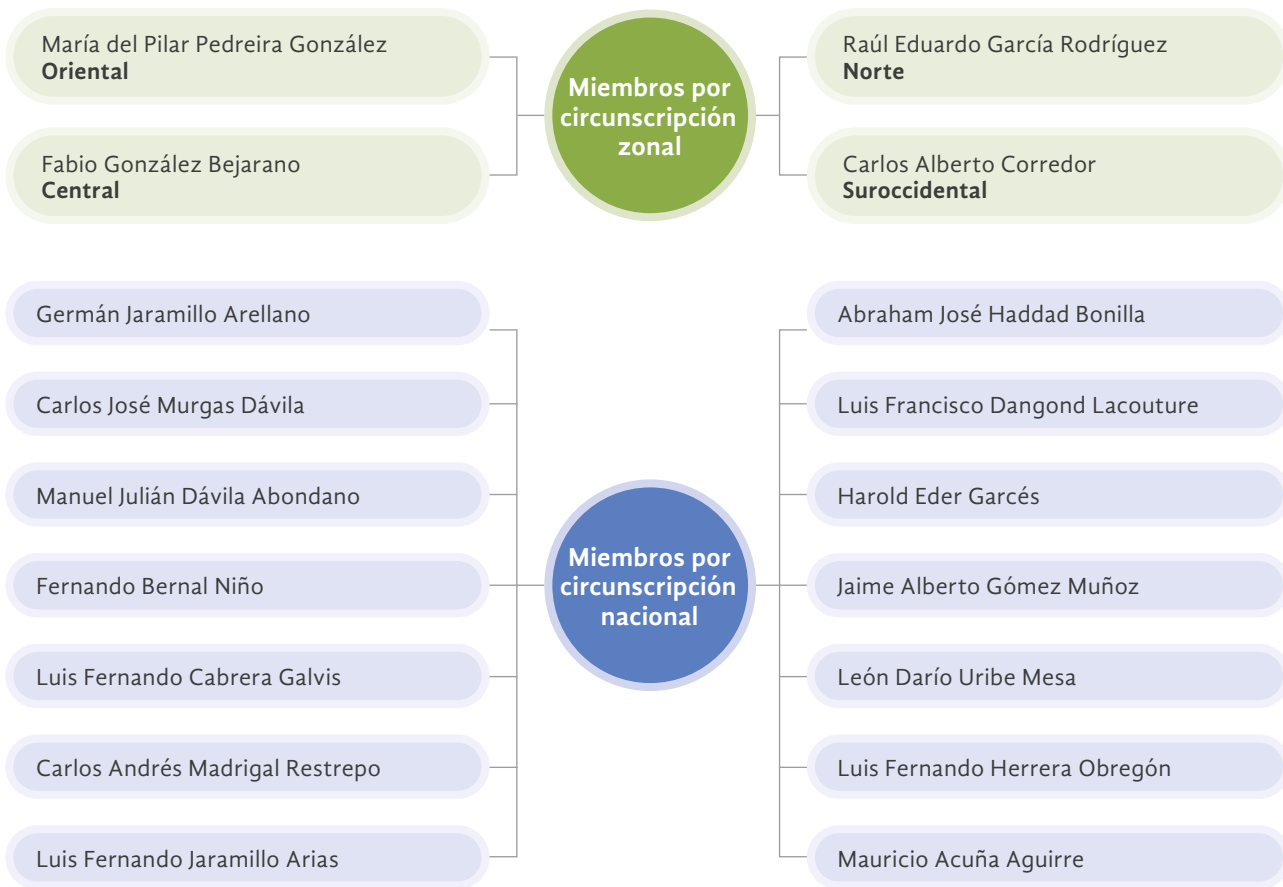 María del Pilar Pedreira González
Oriental
Fabio González Bejarano
Central
Miembros por
circunscripción
zonal
Raúl Eduardo García Rodríguez
Norte
Carlos Alberto Corredor
Suroccidental
Germán Jaramillo Arellano
Carlos José Murgas Dávila
Manuel Julián Dávila Abondano
Fernando Bernal Niño
Luis Fernando Cabrera Galvis
Carlos Andrés Madrigal Restrepo
Luis Fernando Jaramillo Arias
Miembros por
circunscripción
nacional
Abraham José Haddad Bonilla
Luis Francisco Dangond Lacouture
Harold Eder Garcés
Jaime Alberto Gómez Muñoz
León Darío Uribe Mesa
Luis Fernando Herrera Obregón
Mauricio Acuña Aguirre